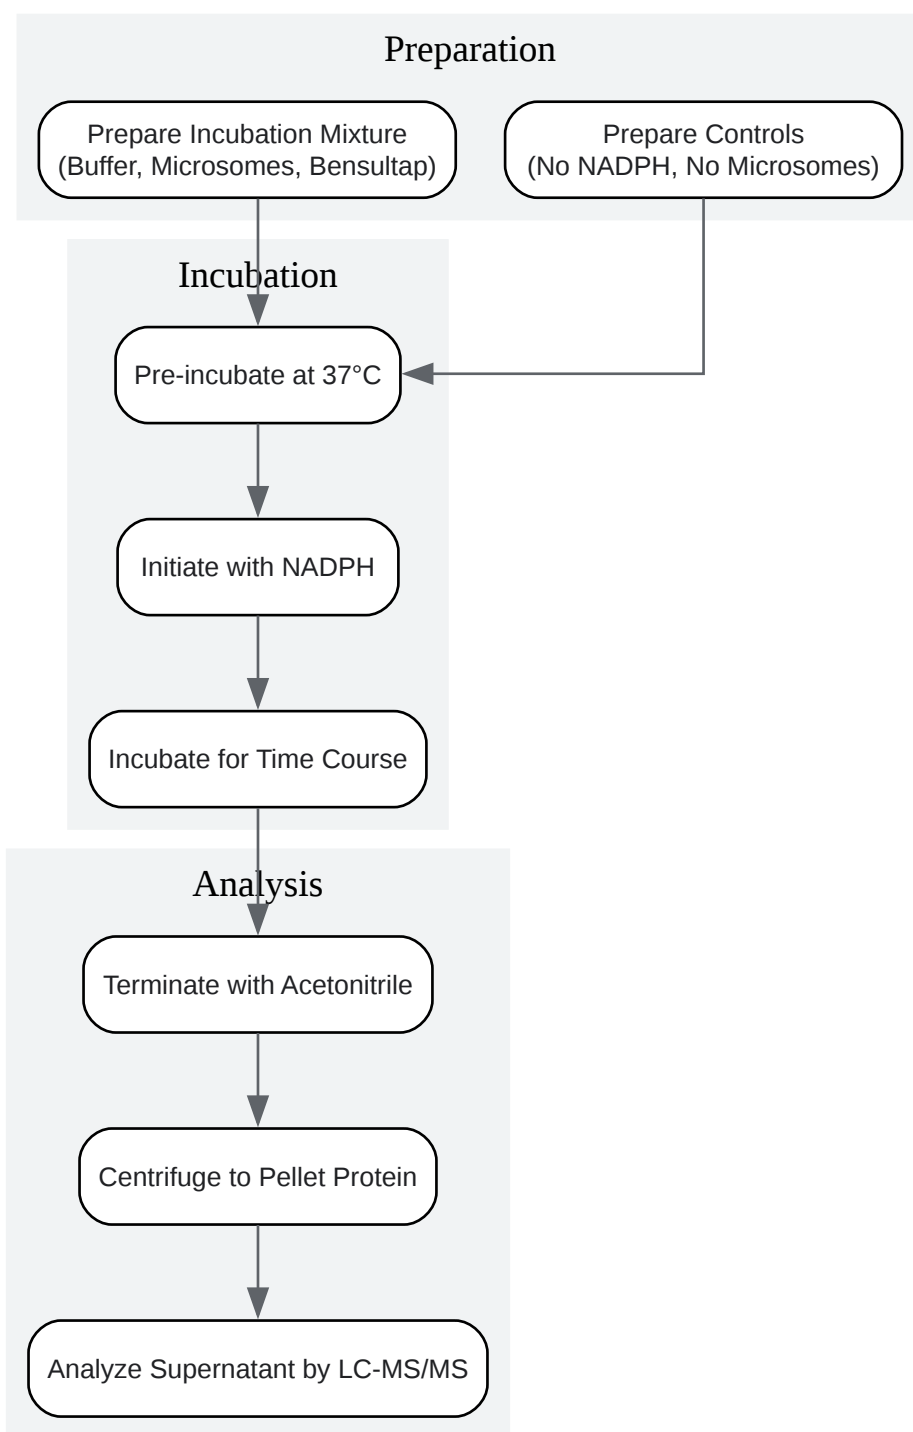 Preparation
Prepare Incubation Mixture
(Buffer, Microsomes, Bensultap)
Prepare Controls
(No NADPH, No Microsomes)
Incubation
Pre-incubate at 37°C
Initiate with NADPH
Incubate for Time Course
Analysis
Terminate with Acetonitrile
Centrifuge to Pellet Protein
Analyze Supernatant by LC-MS/MS